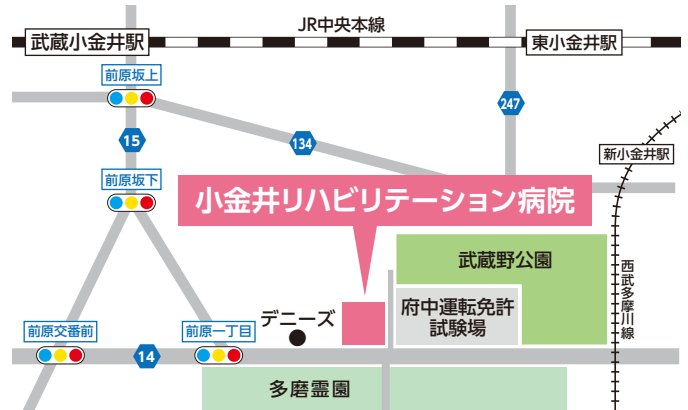 JR中央本線
武蔵小金井駅
東小金井駅
前原坂上
247
15
134
新小金井駅
前原坂下
小金井リハビリテーション病院
武蔵野公園
西武多摩川線
府中運転免許
試験場
デニーズ
前原交番前
前原一丁目
14
多磨霊園